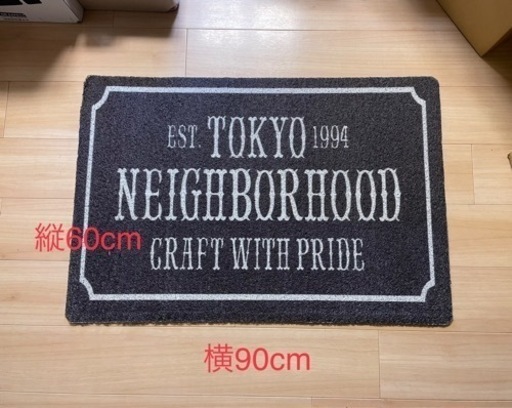 EST. TOKYO 1994
NEIGHBORHOOD
CRAFT WITH PRIDE
縦60cm
横90cm